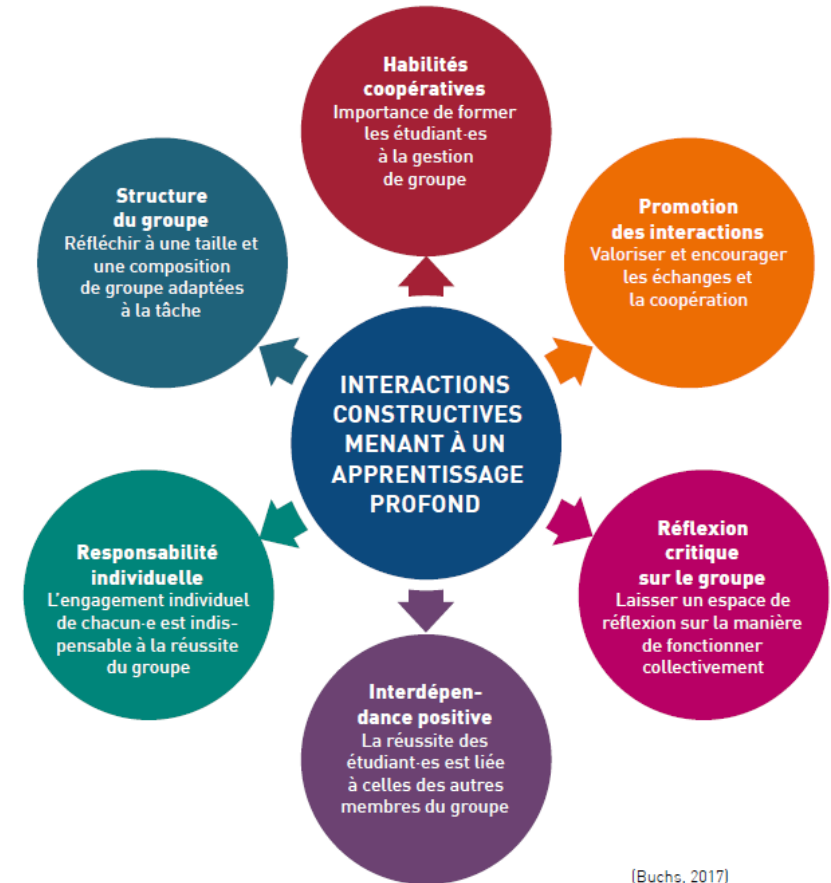 Habilités
coopératives
Importance de former
les étudiant·es
à la gestion
de groupe
Promotion
des interactions
Valoriser et encourager
les échanges et
la coopération
Réflexion
critique
sur le groupe
Laisser un espace de
réflexion sur la manière
de fonctionner
collectivement
Interdépen-
dance positive
La réussite des
étudiant·es est liée
à celles des autres
membres du groupe
Responsabilité
individuelle
L'engagement individuel
de chacun·e est indis-
pensable à la réussite
du groupe
Structure
du groupe
Réfléchir à une taille et
une composition
de groupe adaptées
à la tâche
INTERACTIONS
CONSTRUCTIVES
MENANT À UN
APPRENTISSAGE
PROFOND
(Buchs, 2017)